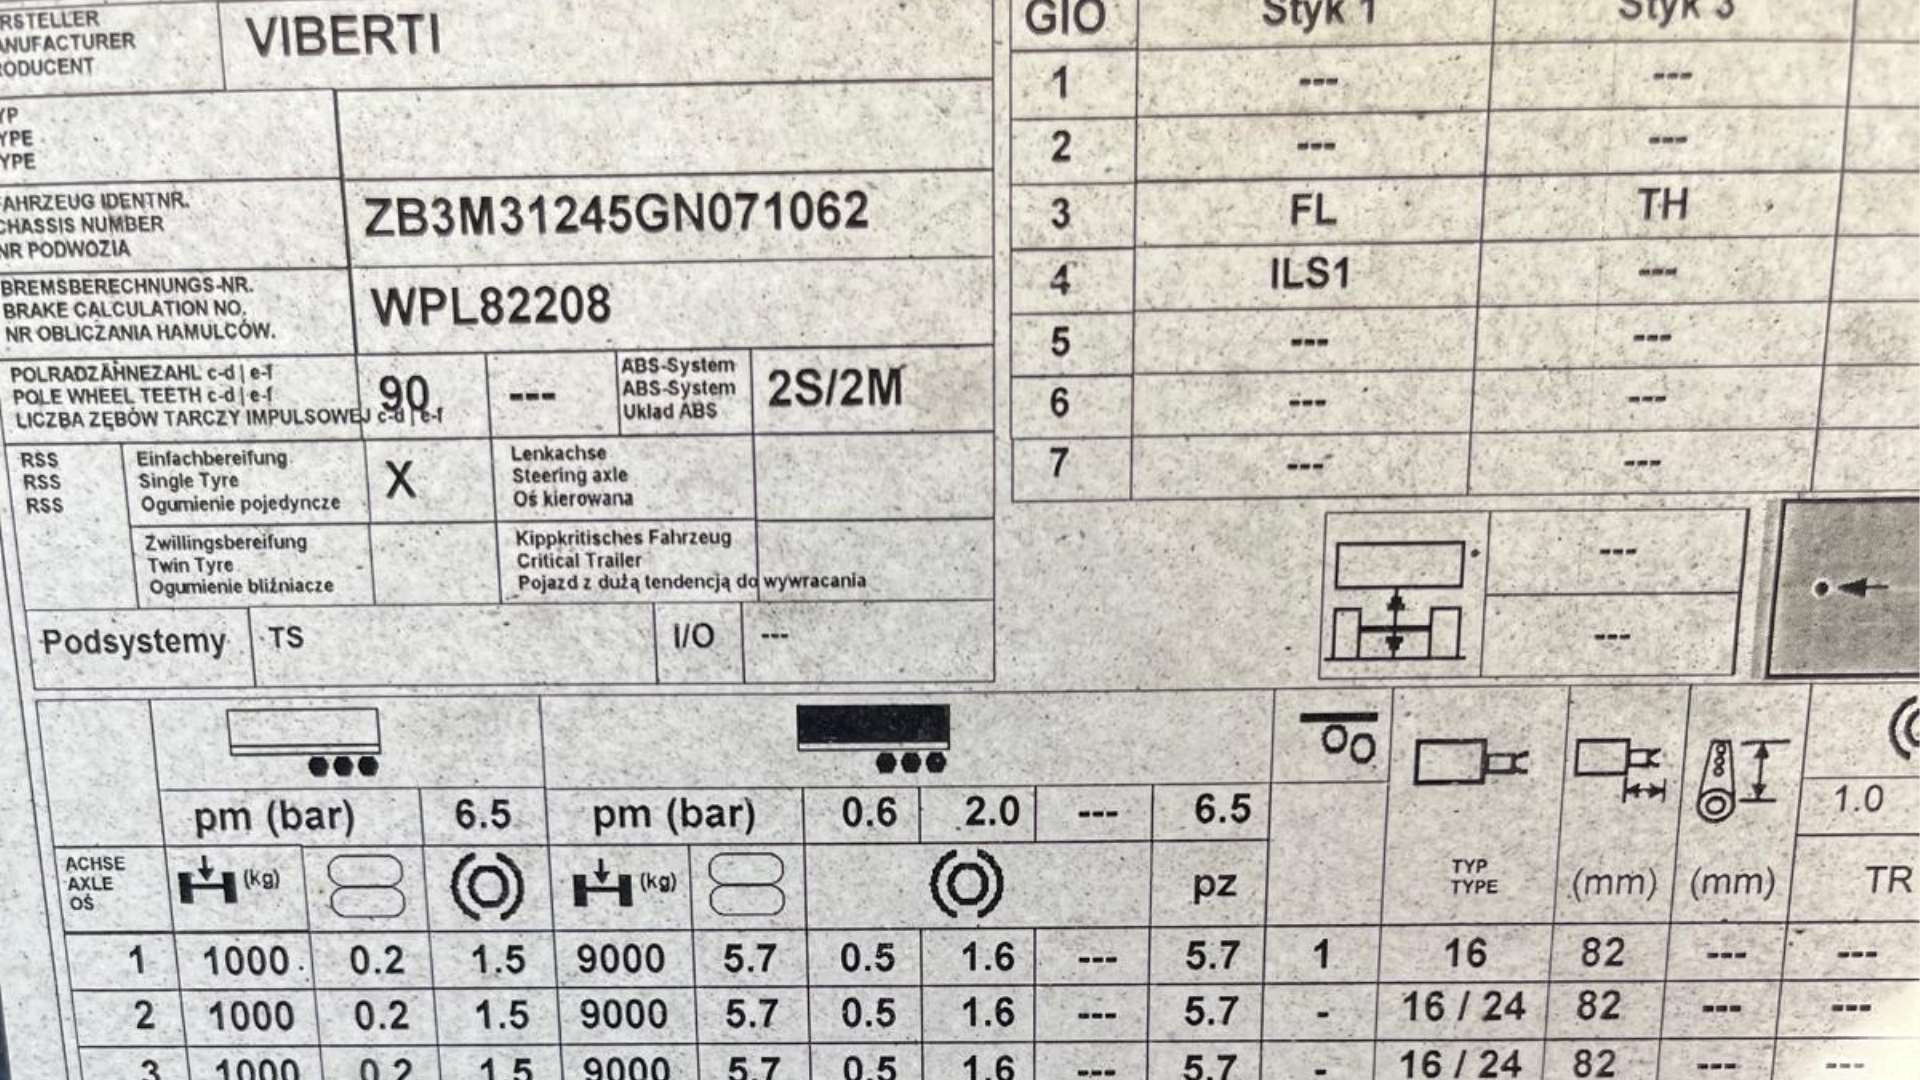 RSTELLER
ANUFACTURER
RODUCENT
VIBERTI
YP
YPE
YPE
AHRZEUG IDENTNR.
CHASSIS NUMBER
NR PODWOZIA
ZB3M31245GN071062
BREMSBERECHNUNGS-NR.
BRAKE CALCULATION NO.
NR OBLICZANIA HAMULCÓW.
WPL82208
POLRADZÄHNEZAHL c-d | e-f
POLE WHEEL TEETH c-d | e-f
LICZBA ZĘBÓW TARCZY IMPULSOWEJ c-d | e-f
90
---
ABS-System
ABS-System
Uklad ABS
2S/2M
RSS
RSS
RSS
Einfachbereifung
Single Tyre
Ogumienie pojedyncze
X
Lenkachse
Steering axle
Oś kierowana
Zwillingsbereifung
Twin Tyre
Ogumienie bliźniacze
Kippkritisches Fahrzeug
Critical Trailer
Pojazd z dużą tendencją do wywracania
Podsystemy TS I/O ---
GIO Styk 1 Styk 3
1 --- ---
2 --- ---
3 FL TH
4 ILS1 ---
5 --- ---
6 --- ---
7 --- ---
---
---
pm (bar) 6.5 pm (bar) 0.6 2.0 --- 6.5 1.0
ACHSE
AXLE
OŚ
(kg) (kg) pz
TYP
TYPE
(mm) (mm) TR
1 1000 0.2 1.5 9000 5.7 0.5 1.6 --- 5.7 1 16 82 --- ---
2 1000 0.2 1.5 9000 5.7 0.5 1.6 --- 5.7 - 16 / 24 82 --- ---
3 1000 0.2 1.5 9000 5.7 0.5 1.6 --- 5.7 - 16 / 24 82 --- ---